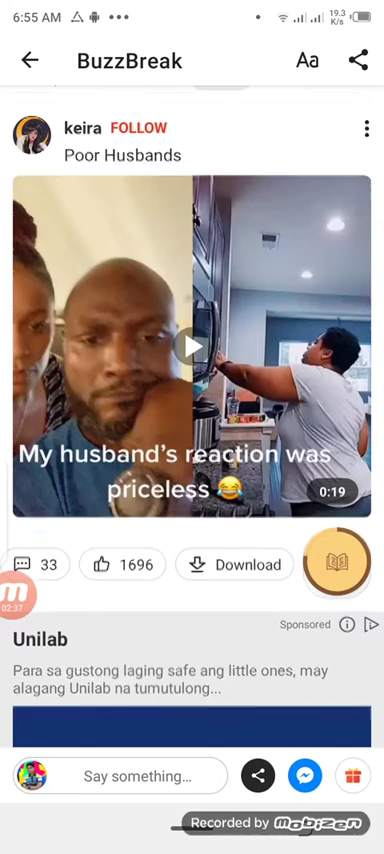 6:55 AM
19.3
K/s
BuzzBreak
Aa
keira FOLLOW
Poor Husbands
My husband's reaction was
priceless 😂
0:19
33
1696
Download
02:37
Sponsored
Unilab
Para sa gustong laging safe ang little ones, may
alagang Unilab na tumutulong...
Say something...
Recorded by mobizen